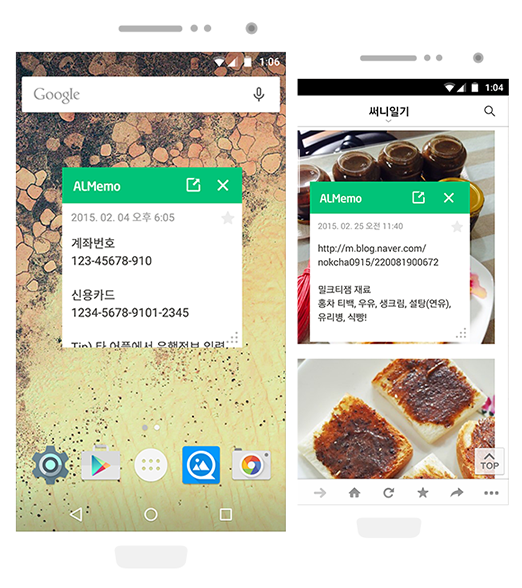 1:06
Google
ALMemo
2015. 02. 04 오후 6:05
계좌번호
123-45678-910
신용카드
1234-5678-9101-2345
Tip) 타 어플에서 은행정보 입력
1:04
써니일기
ALMemo
2015. 02. 25 오전 11:40
http://m.blog.naver.com/
nokcha0915/220081900672
밀크티잼 재료
홍차 티백, 우유, 생크림, 설탕(연유),
유리병, 식빵!
TOP